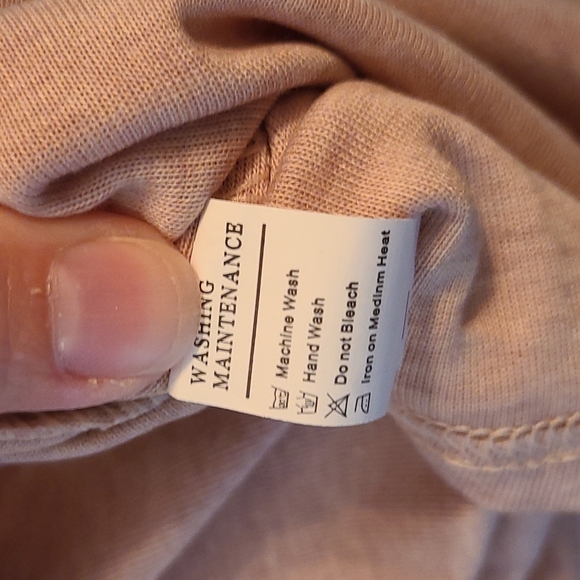 WASHING
MAINTENANCE
Machine Wash
Hand Wash
Do not Bleach
Iron on Medinm Heat